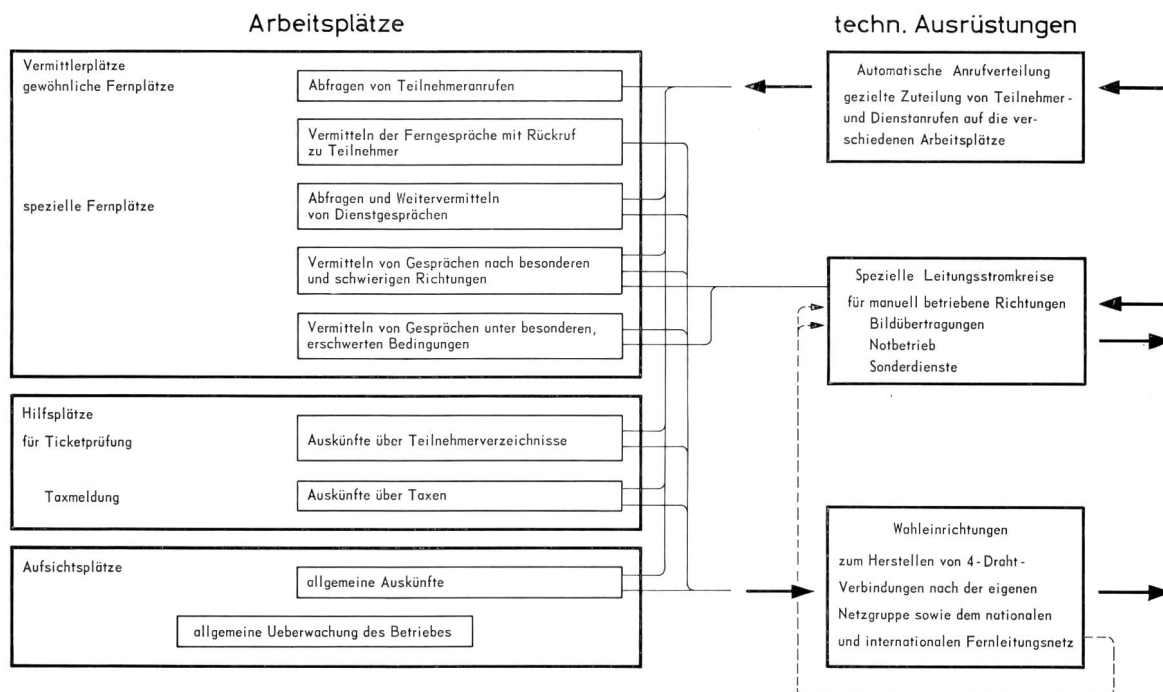 Arbeitsplätze
Vermittlerplätze
gewöhnliche Fernplätze
Abfragen von Teilnehmeranrufen
Vermitteln der Ferngespräche mit Rückruf
zu Teilnehmer
spezielle Fernplätze
Abfragen und Weitervermitteln
von Dienstgesprächen
Vermitteln von Gesprächen nach besonderen
und schwierigen Richtungen
Vermitteln von Gesprächen unter besonderen,
erschwerten Bedingungen
Hilfsplätze
für Ticketprüfung
Auskünfte über Teilnehmerverzeichnisse
Taxmeldung
Auskünfte über Taxen
Aufsichtsplätze
allgemeine Auskünfte
allgemeine Ueberwachung des Betriebes
techn. Ausrüstungen
Automatische Anrufverteilung
gezielte Zuteilung von Teilnehmer-
und Dienstanrufen auf die ver-
schiedenen Arbeitsplätze
Spezielle Leitungsstromkreise
für manuell betriebene Richtungen
Bildübertragungen
Notbetrieb
Sonderdienste
Wahleinrichtungen
zum Herstellen von 4-Draht-
Verbindungen nach der eigenen
Netzgruppe sowie dem nationalen
und internationalen Fernleitungsnetz